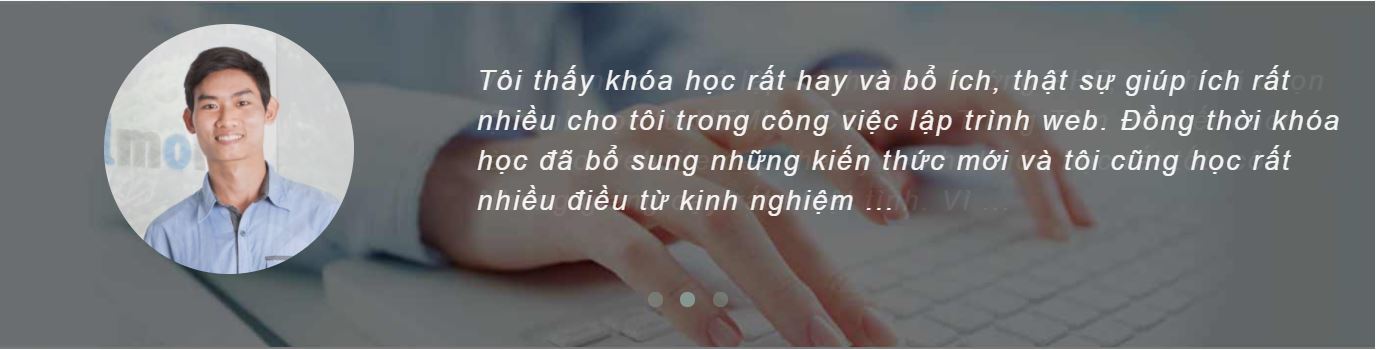 Tôi thấy khóa học rất hay và bổ ích, thật sự giúp ích rất
nhiều cho tôi trong công việc lập trình web. Đồng thời khóa
học đã bổ sung những kiến thức mới và tôi cũng học rất
nhiều điều từ kinh nghiệm ...